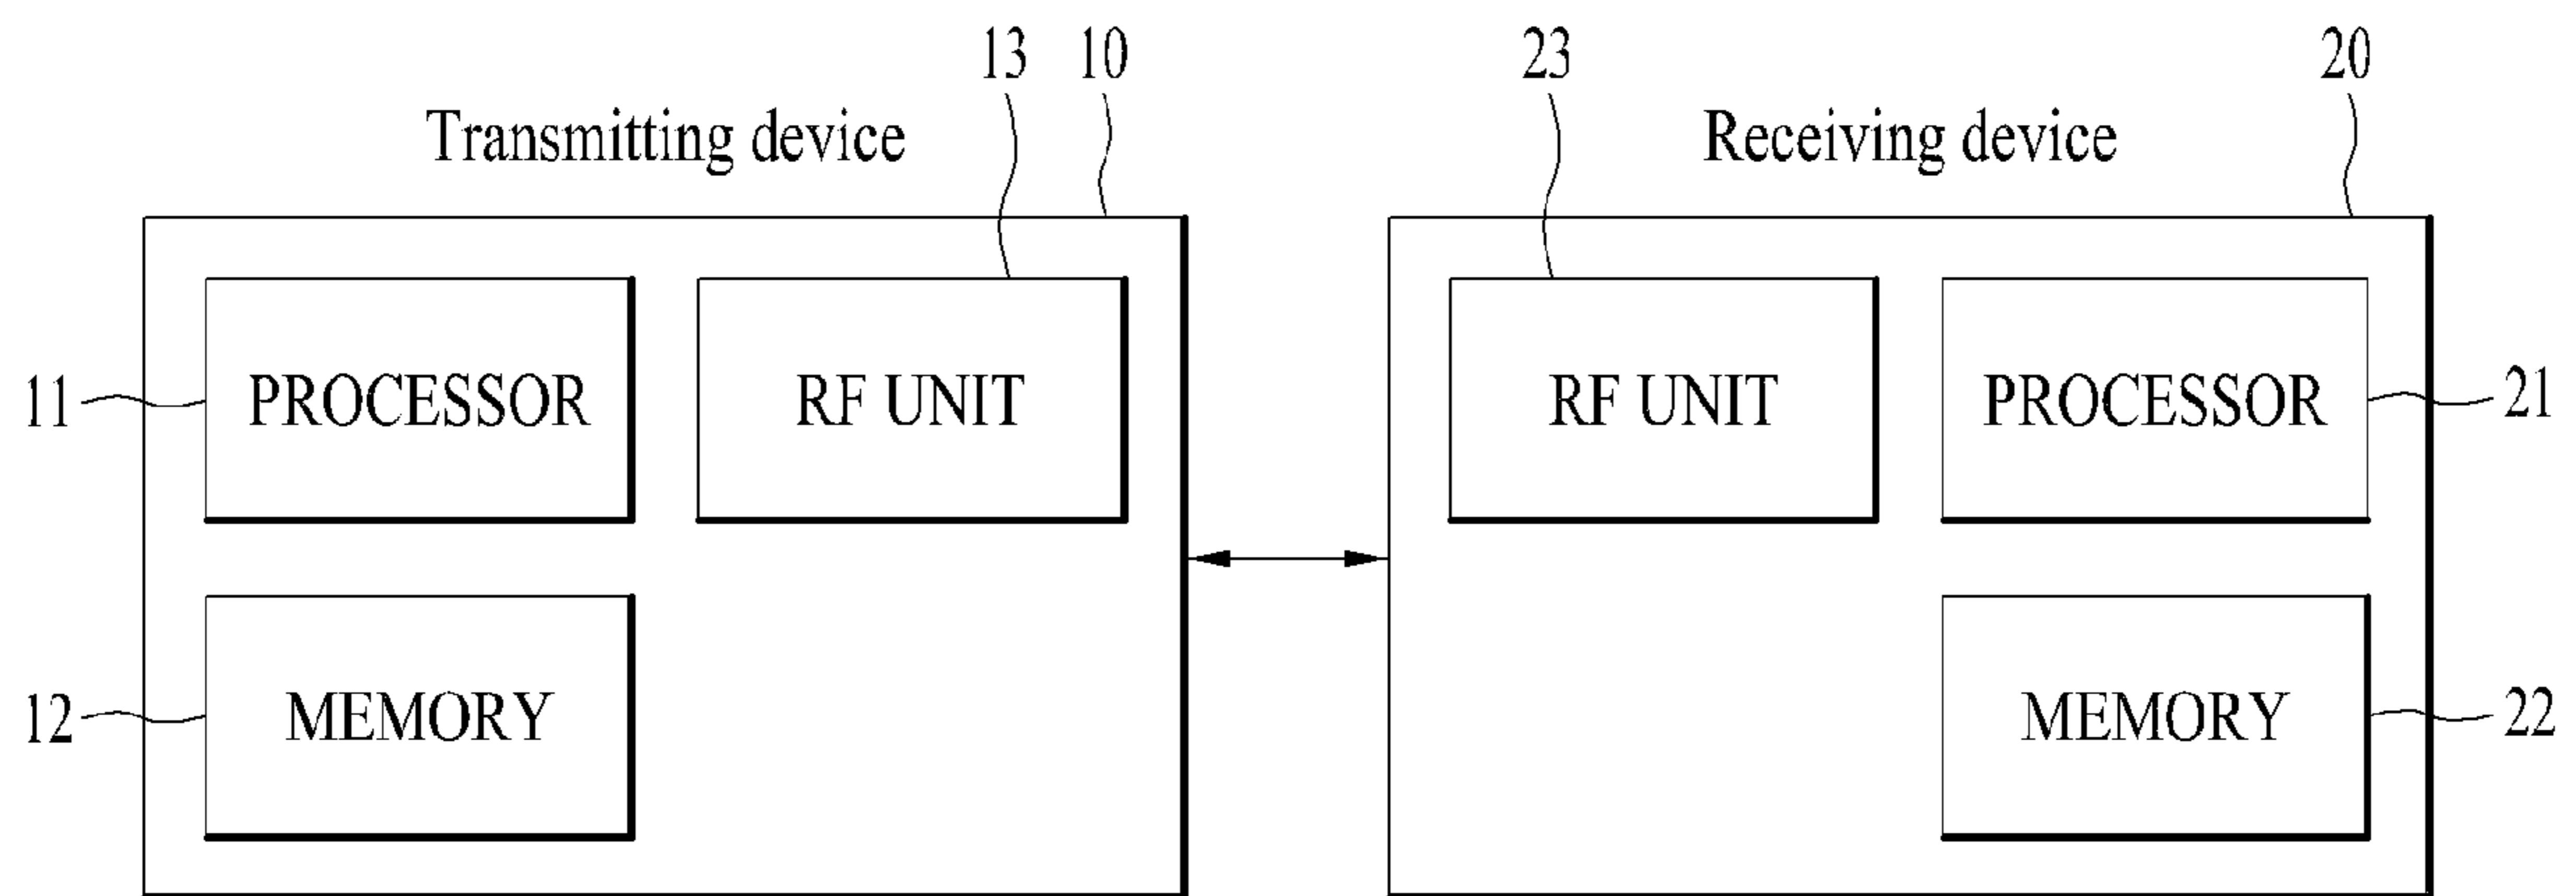 13 10 23 20
Transmitting device Receiving device
11 PROCESSOR RF UNIT RF UNIT PROCESSOR 21
12 MEMORY MEMORY 22